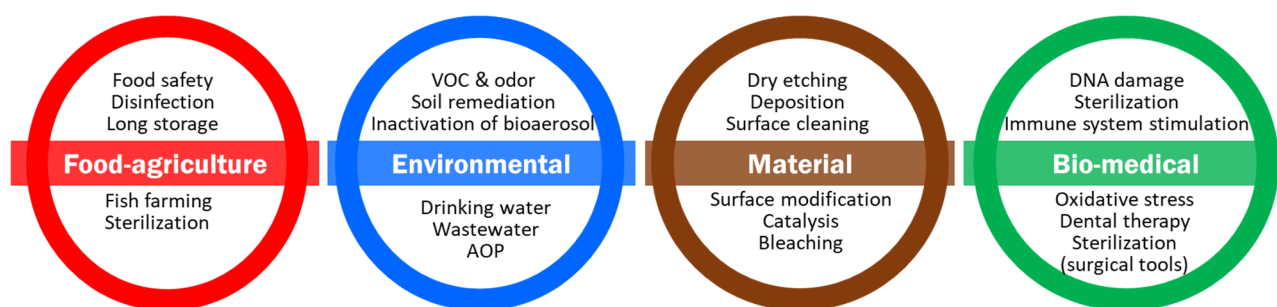 Food safety
Disinfection
Long storage
Food-agriculture
Fish farming
Sterilization
VOC & odor
Soil remediation
Inactivation of bioaerosol
Environmental
Drinking water
Wastewater
AOP
Dry etching
Deposition
Surface cleaning
Material
Surface modification
Catalysis
Bleaching
DNA damage
Sterilization
Immune system stimulation
Bio-medical
Oxidative stress
Dental therapy
Sterilization
(surgical tools)